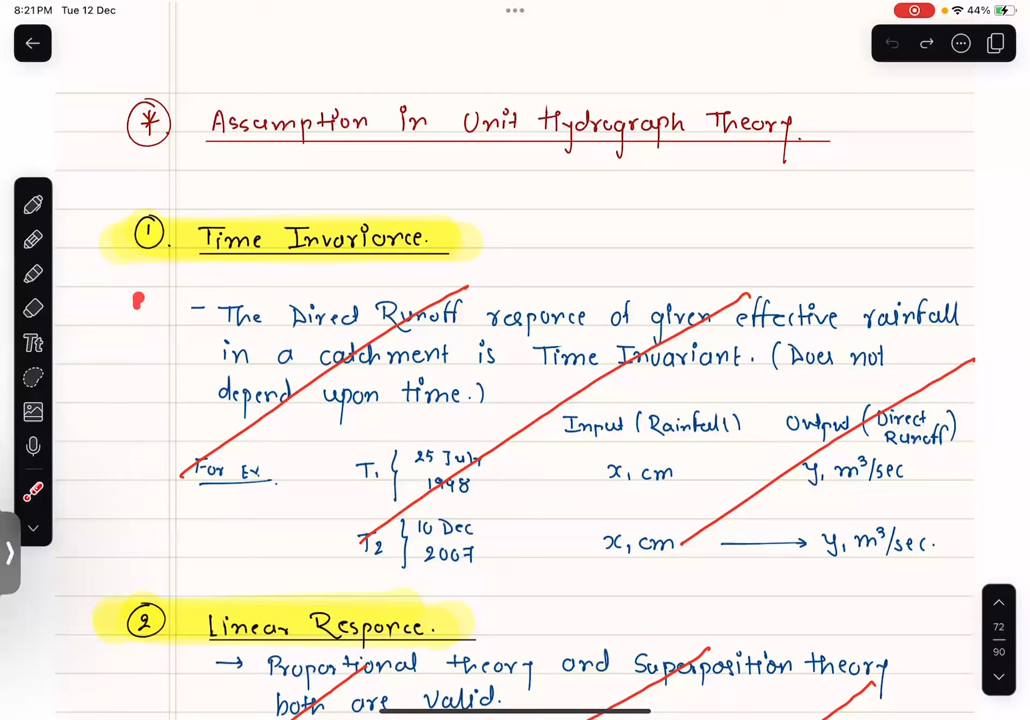 8:21PM Tue 12 Dec
44%
* Assumption in Unit Hydrograph Theory.
1. Time Invariance.
- The Direct Runoff responce of given effective rainfall
in a catchment is Time Invariant. (Does not
depend upon time.)
Input (Rainfall) Output (Direct
Runoff)
For Ex. T1 { 25 July
1998 x, cm y, m³/sec
T2 } 10 Dec
2007 x, cm → y, m³/sec.
Tt
72
90
2 Linear Responce.
→ Proportional theory and Superposition theory
both are valid.